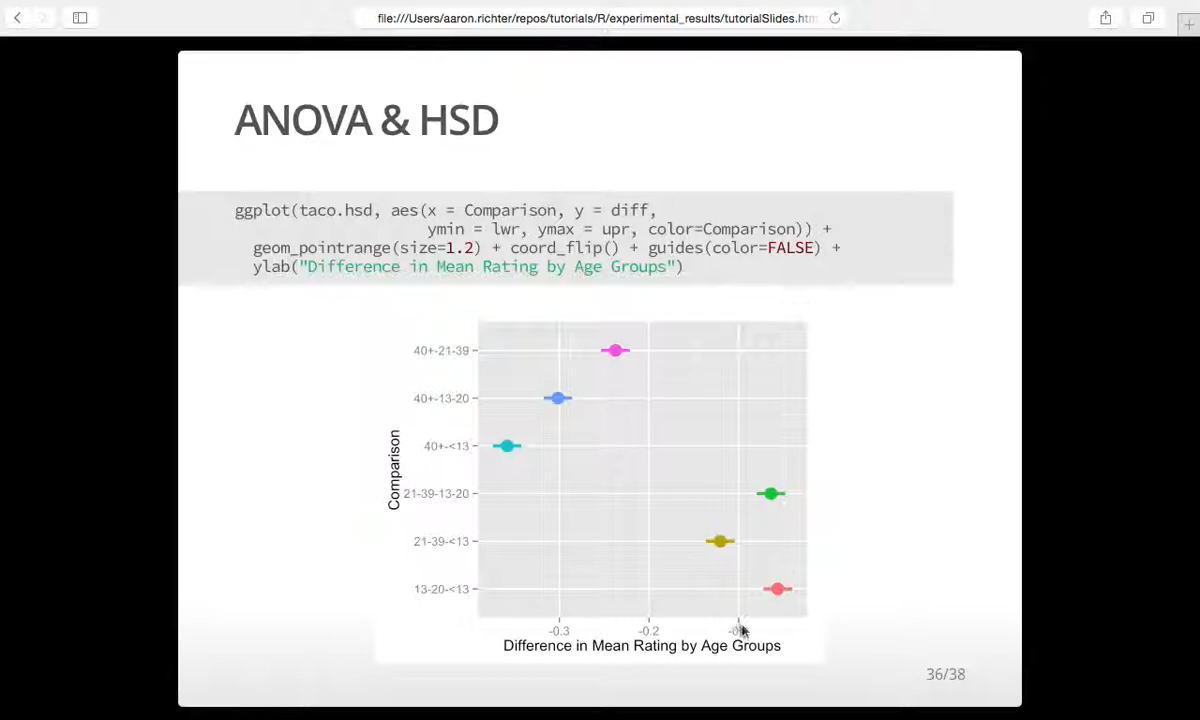 file:///Users/aaron.richter/repos/tutorials/R/experimental_results/tutorialSlides.htm
ANOVA & HSD
ggplot(taco.hsd, aes(x = Comparison, y = diff,
ymin = lwr, ymax = upr, color=Comparison)) +
geom_pointrange(size=1.2) + coord_flip() + guides(color=FALSE) +
ylab("Difference in Mean Rating by Age Groups")
40+-21-39
40+-13-20
40+-<13
21-39-13-20
21-39-<13
13-20-<13
Comparison
-0.3 -0.2
Difference in Mean Rating by Age Groups
36/38